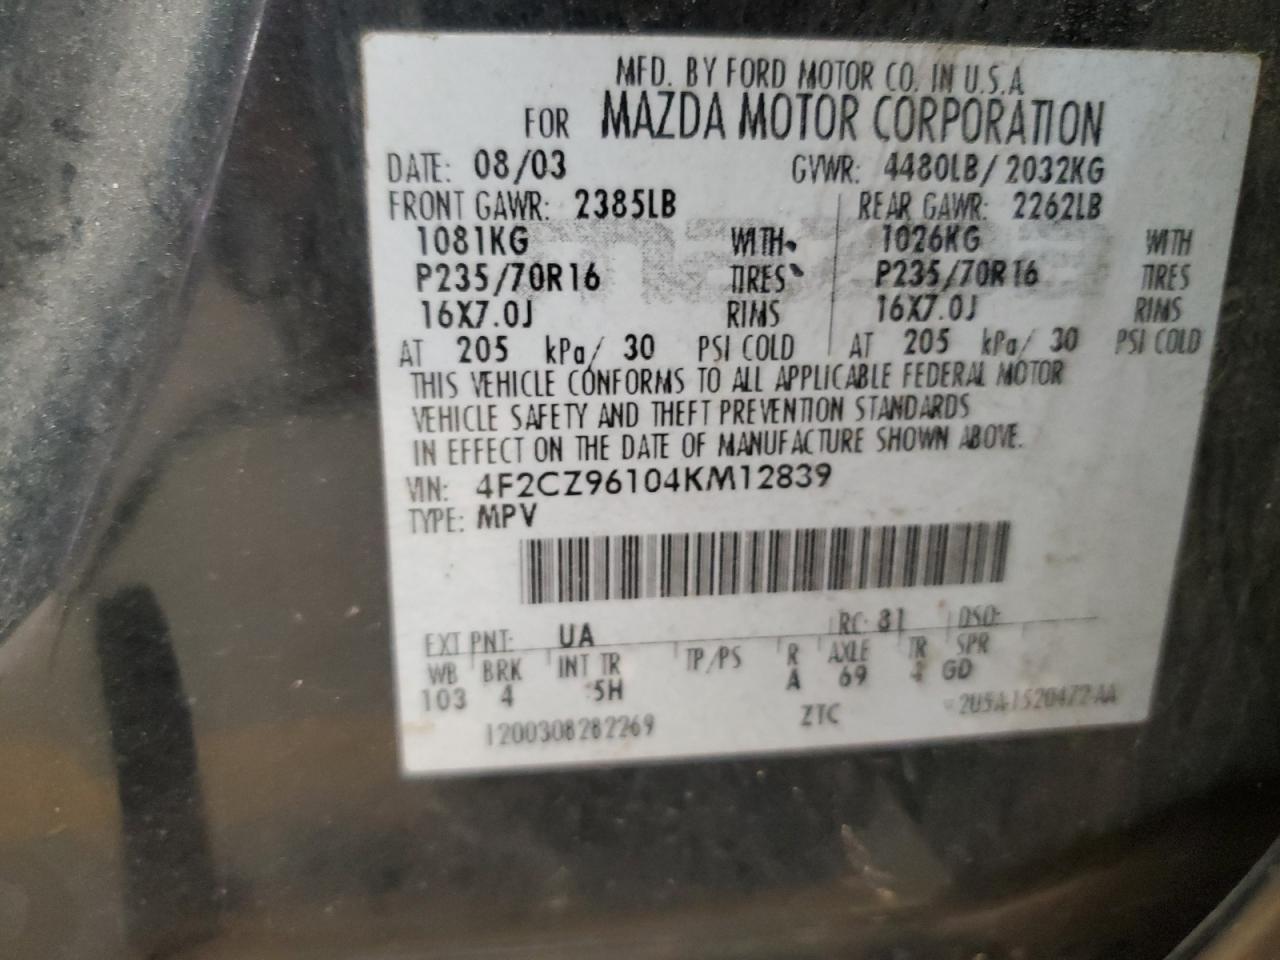 MFD. BY FORD MOTOR CO. IN U.S.A
FOR MAZDA MOTOR CORPORATION
DATE: 08/03 GVWR: 4480LB/2032KG
FRONT GAWR: 2385LB REAR GAWR: 2262LB
1081KG WITH 1026KG WITH
P235/70R16 TIRES P235/70R16 TIRES
16X7.0J RIMS 16X7.0J RIMS
AT 205 kPa/ 30 PSI COLD AT 205 kPa/ 30 PSI COLD
THIS VEHICLE CONFORMS TO ALL APPLICABLE FEDERAL MOTOR
VEHICLE SAFETY AND THEFT PREVENTION STANDARDS
IN EFFECT ON THE DATE OF MANUFACTURE SHOWN ABOVE.
VIN: 4F2CZ96104KM12839
TYPE: MPV
EXT PNT: UA RC: 81 DSO:
WB BRK INT TR TP/PS R AXLE TR SPR
103 4 5H A 69 GD
1200308282269 ZTC